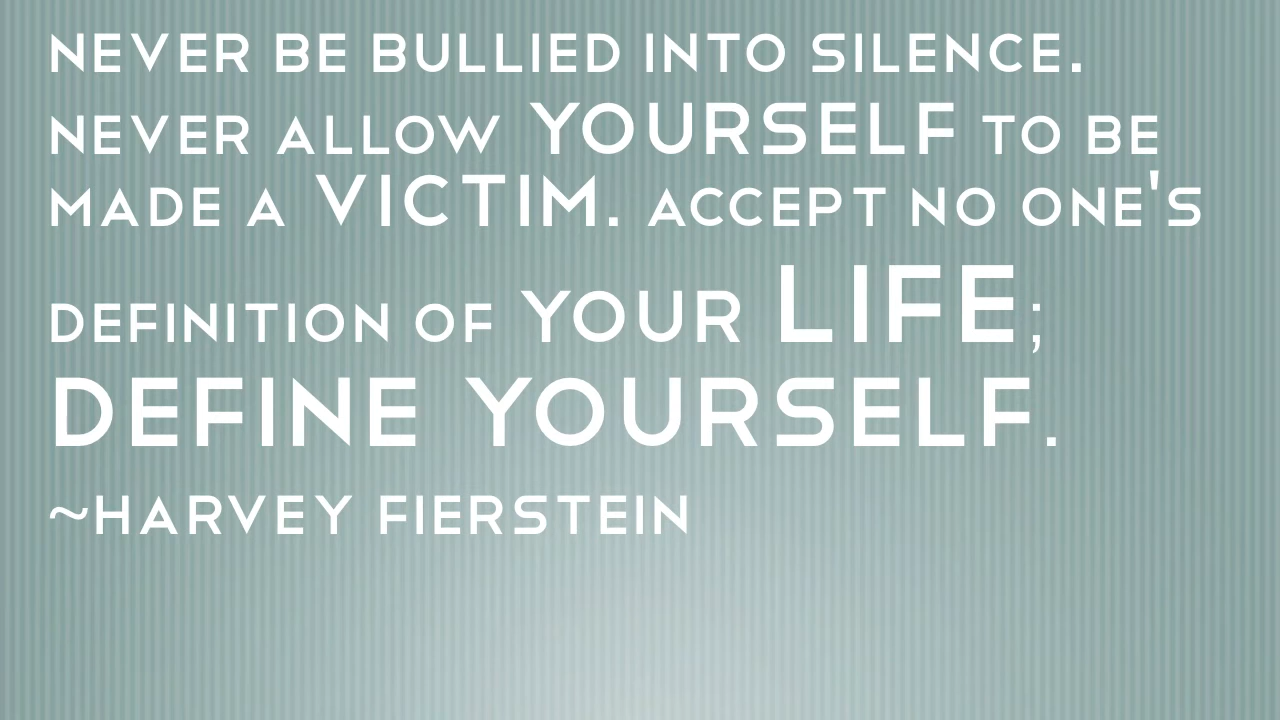 NEVER BE BULLIED INTO SILENCE.
NEVER ALLOW YOURSELF TO BE
MADE A VICTIM. ACCEPT NO ONE'S
DEFINITION OF YOUR LIFE;
DEFINE YOURSELF.
~HARVEY FIERSTEIN